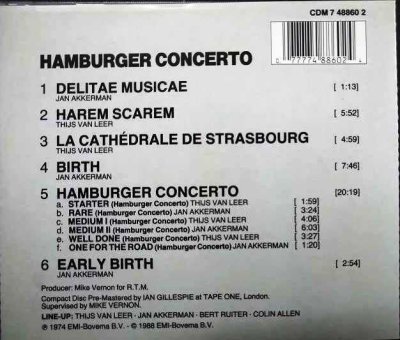 CDM 7 48860 2
HAMBURGER CONCERTO
0 77774 88602
1 DELITAE MUSICAE [1:13]
JAN AKKERMAN
2 HAREM SCAREM [ 5:52]
THIJS VAN LEER
3 LA CATHÉDRALE DE STRASBOURG [ 4:59]
THIJS VAN LEER
4 BIRTH [ 7:46]
JAN AKKERMAN
5 HAMBURGER CONCERTO [20:19]
a. STARTER (Hamburger Concerto) THIJS VAN LEER [ 1:59]
b. RARE (Hamburger Concerto) JAN AKKERMAN [ 3:24]
c. MEDIUM I (Hamburger Concerto) THIJS VAN LEER [ 4:06]
d. MEDIUM II (Hamburger Concerto) JAN AKKERMAN [ 6:03]
e. WELL DONE (Hamburger Concerto) THIJS VAN LEER [ 3:27]
f. ONE FOR THE ROAD (Hamburger Concerto) JAN AKKERMAN [ 1:20]
6 EARLY BIRTH [ 2:54]
JAN AKKERMAN
Producer: Mike Vernon for R.T.M.
Compact Disc Pre-Mastered by IAN GILLESPIE at TAPE ONE, London.
Supervised by MIKE VERNON.
LINE-UP: THIJS VAN LEER · JAN AKKERMAN · BERT RUITER · COLIN ALLEN
℗ 1974 EMI-Bovema B.V. · © 1988 EMI-Bovema B.V.